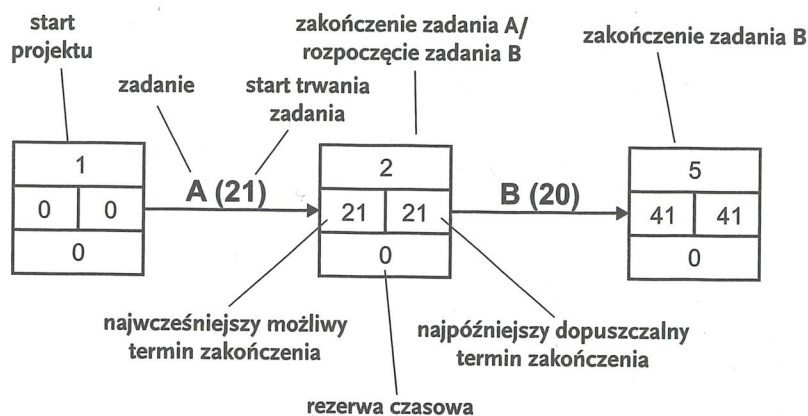 start
projektu
zadanie
start trwania
zadania
zakończenie zadania A/
rozpoczęcie zadania B
zakończenie zadania B
1
0 0
0
A (21)
2
21 21
0
B (20)
5
41 41
0
najwcześniejszy możliwy
termin zakończenia
rezerwa czasowa
najpóźniejszy dopuszczalny
termin zakończenia